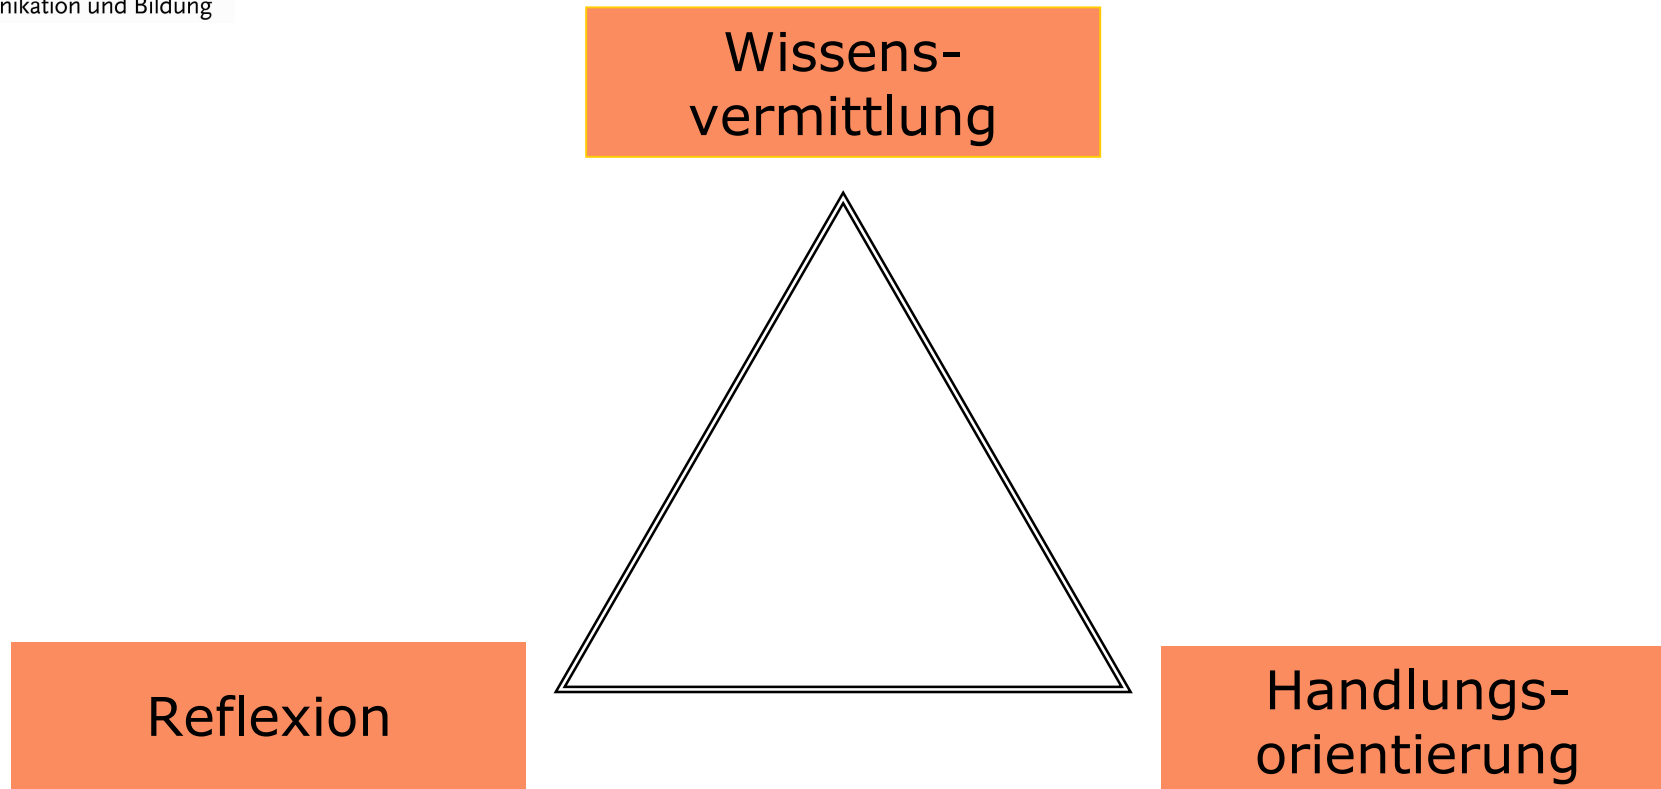 nikation und Bildung
Wissens-
vermittlung
Reflexion
Handlungs-
orientierung